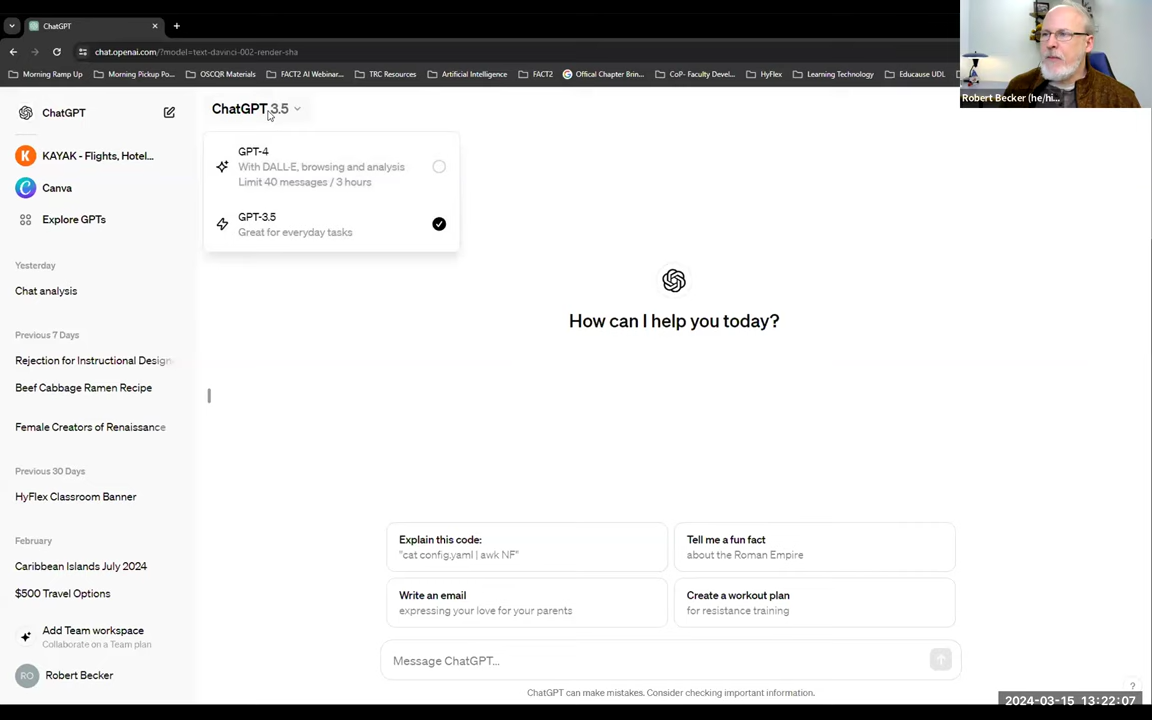 ChatGPT
chat.openai.com/?model=text-davinci-002-render-sha
Morning Ramp Up
Morning Pickup Po...
OSCQR Materials
FACT2 AI Webinar...
TRC Resources
Artificial Intelligence
FACT2
Offical Chapter Brin...
CoP- Faculty Devel...
HyFlex
Learning Technology
Educause UDL
Robert Becker (he/hi...
ChatGPT
ChatGPT 3.5
KAYAK - Flights, Hotel...
Canva
Explore GPTs
GPT-4
With DALL·E, browsing and analysis
Limit 40 messages / 3 hours
GPT-3.5
Great for everyday tasks
Yesterday
Chat analysis
Previous 7 Days
Rejection for Instructional Design
Beef Cabbage Ramen Recipe
Female Creators of Renaissance
Previous 30 Days
HyFlex Classroom Banner
February
Caribbean Islands July 2024
$500 Travel Options
Add Team workspace
Collaborate on a Team plan
RO
Robert Becker
How can I help you today?
Explain this code:
"cat config.yaml | awk NF"
Tell me a fun fact
about the Roman Empire
Write an email
expressing your love for your parents
Create a workout plan
for resistance training
Message ChatGPT...
ChatGPT can make mistakes. Consider checking important information.
?
2024-03-15 13:22:07